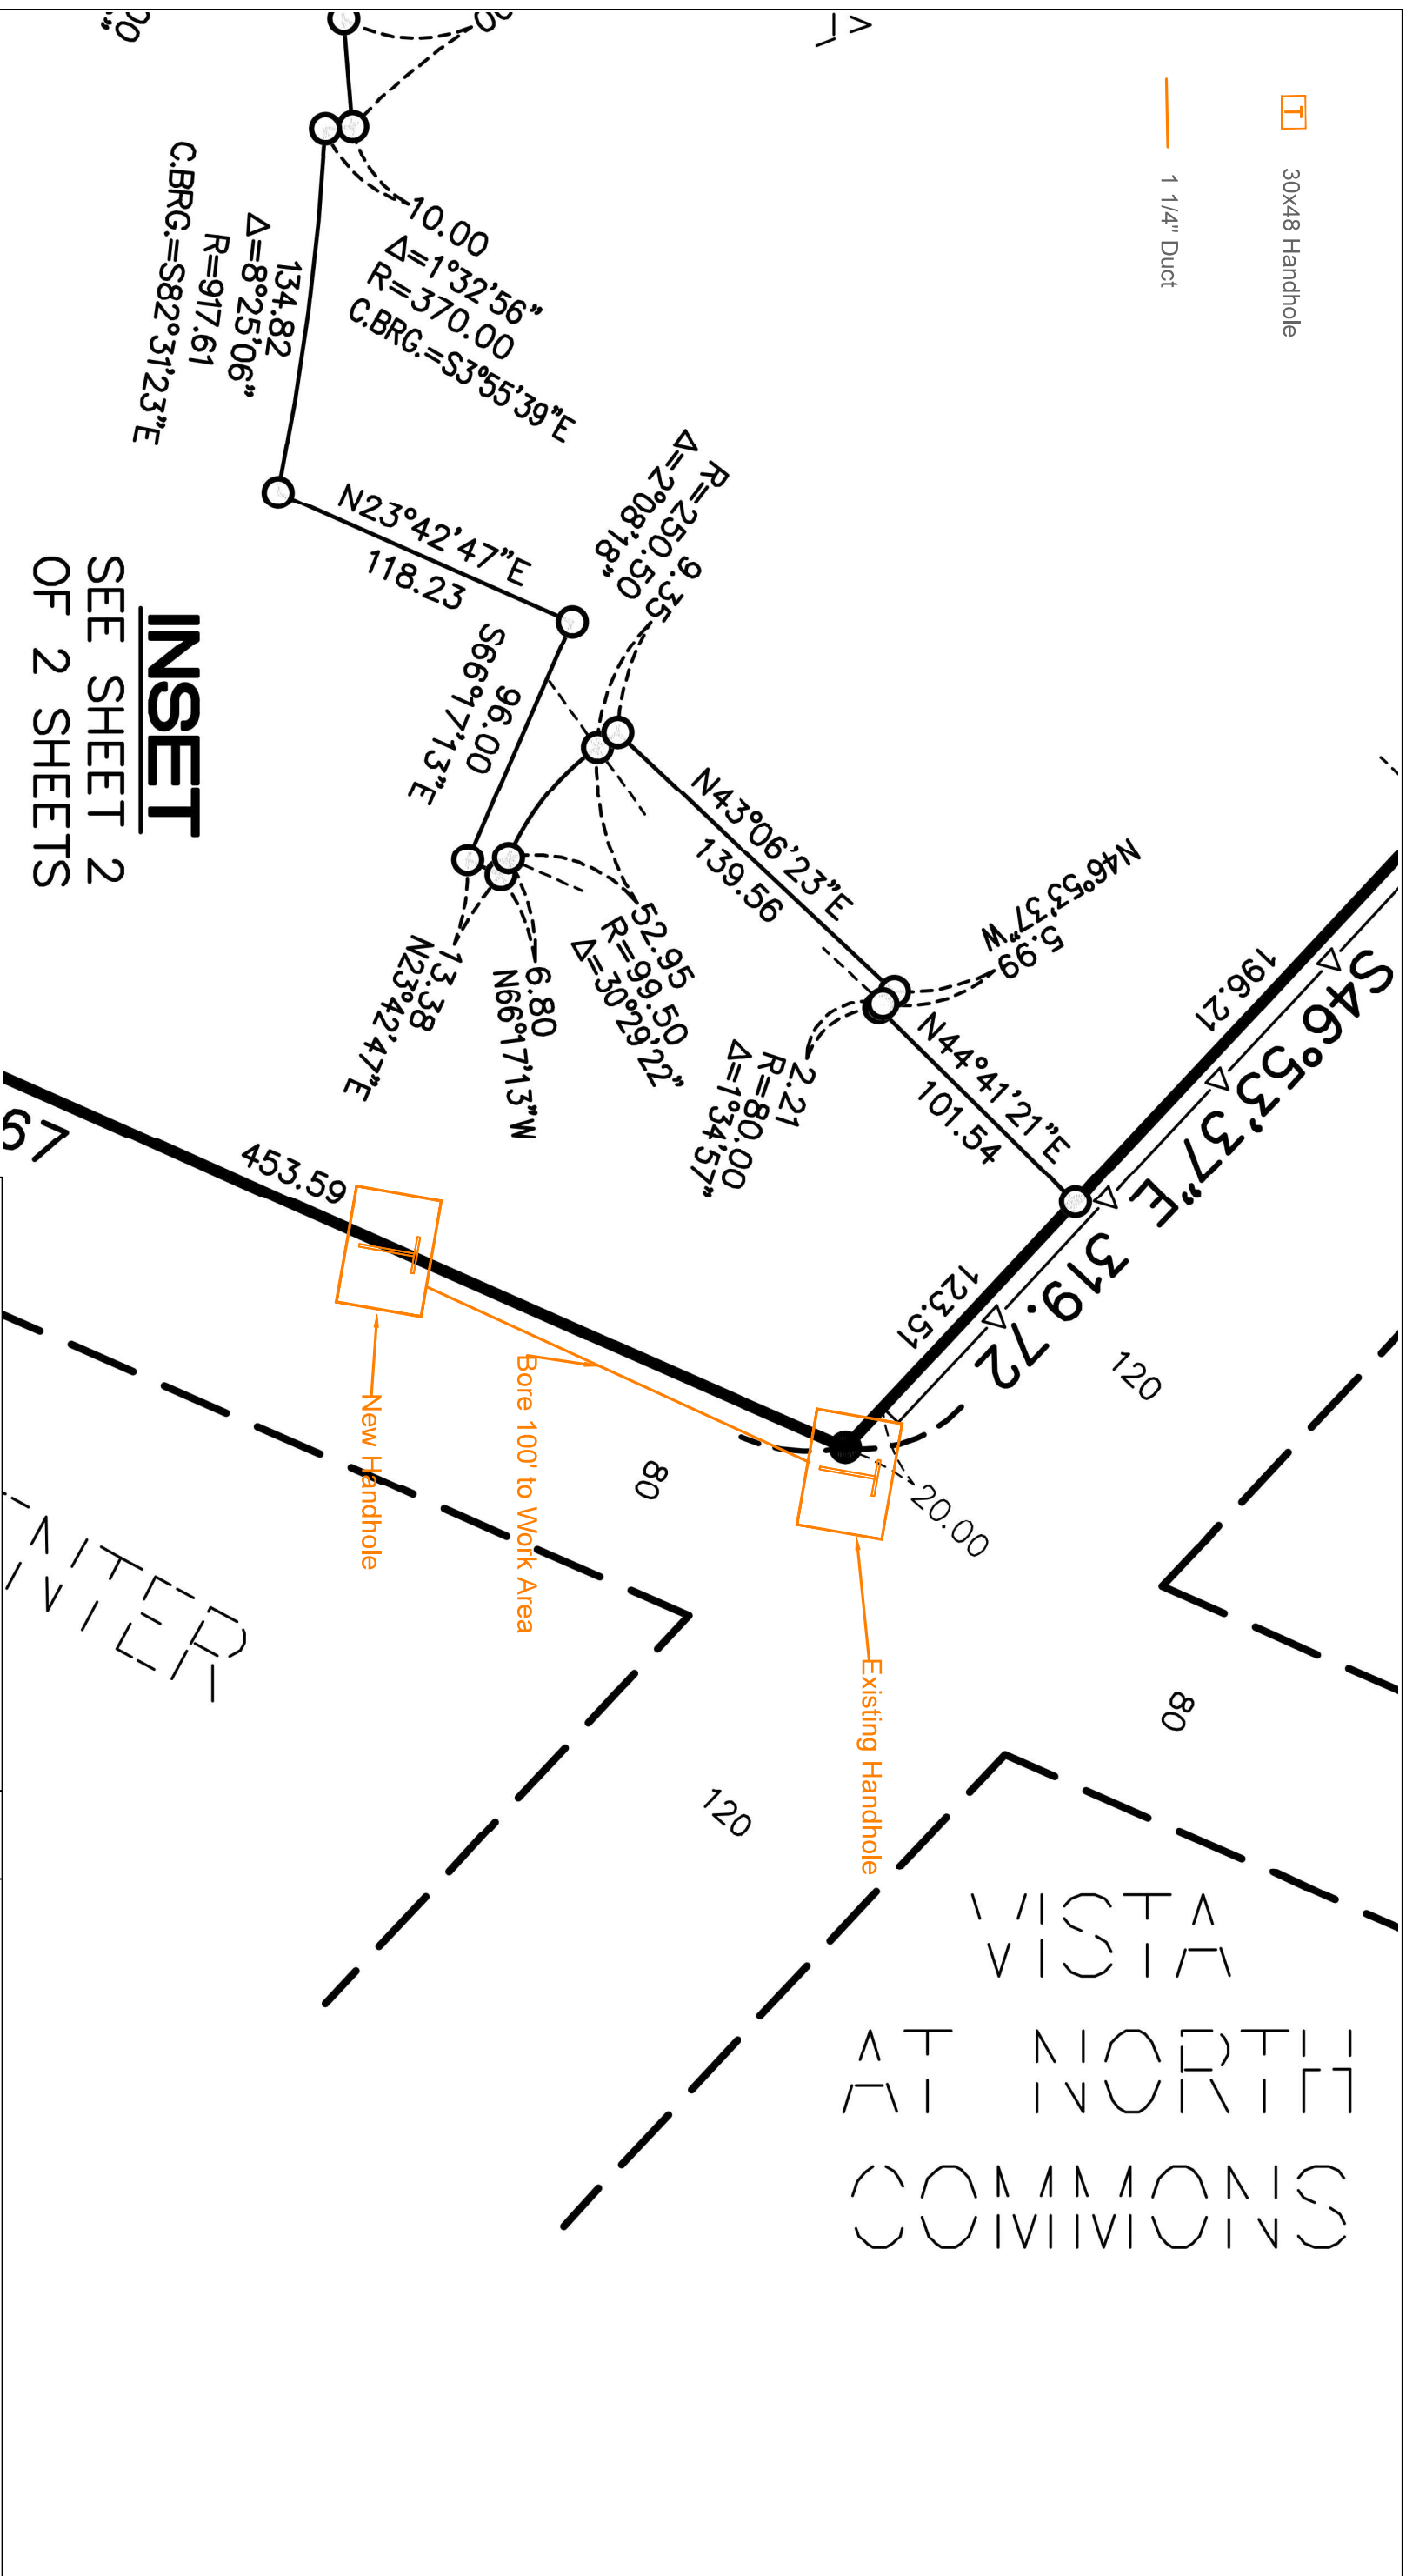 T 30x48 Handhole
1 1/4" Duct
S46°53'37"E 319.72
196.21
123.51
N46°53'37"W
5.99
N44°41'21"E
101.54
2.21
R=80.00
Δ=1°34'57"
N43°06'23"E
139.56
9.35
R=250.50
Δ=2°08'18"
52.95
R=99.50
Δ=30°29'22"
6.80
N66°17'13"W
13.38
N23°42'47"E
96.00
S66°17'13"E
N23°42'47"E
118.23
10.00
Δ=1°32'56"
R=370.00
C.BRG.=S3°55'39"E
134.82
Δ=8°25'06"
R=917.61
C.BRG.=S82°31'23"E
INSET
SEE SHEET 2
OF 2 SHEETS
453.59
67
T
New Handhole
Bore 100' to Work Area
T
Existing Handhole
20.00
120
80
80
120
VISTA
AT NORTH
COMMONS
NTER